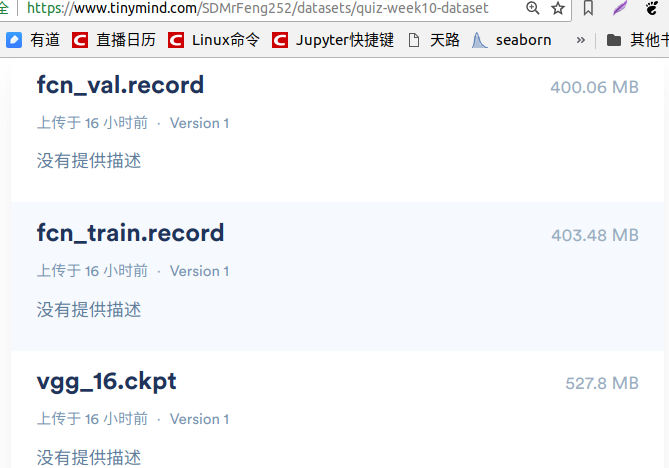 全 https://www.tinymind.com/SDMrFeng252/datasets/quiz-week10-dataset
有道 直播日历 Linux命令 Jupyter快捷键 天路 seaborn » 其他书
fcn_val.record 400.06 MB
上传于 16 小时前 · Version 1
没有提供描述
fcn_train.record 403.48 MB
上传于 16 小时前 · Version 1
没有提供描述
vgg_16.ckpt 527.8 MB
上传于 16 小时前 · Version 1
没有提供描述